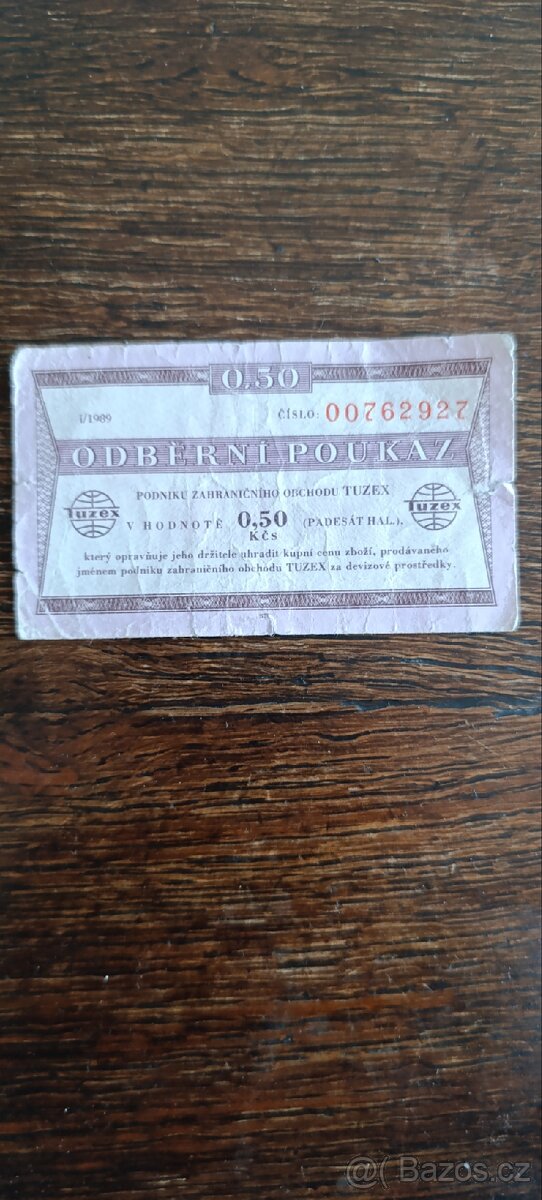 0,50
I/1989
ČÍSLO: 00762927
ODBĚRNÍ POUKAZ
PODNIKU ZAHRANIČNÍHO OBCHODU TUZEX
Tuzex
V HODNOTĚ 0,50 (PADESÁT HAL.),
Kčs
Tuzex
který opravňuje jeho držitele uhradit kupní cenu zboží, prodávaného
jménem podniku zahraničního obchodu TUZEX za devizové prostředky.
@( Bazos.cz